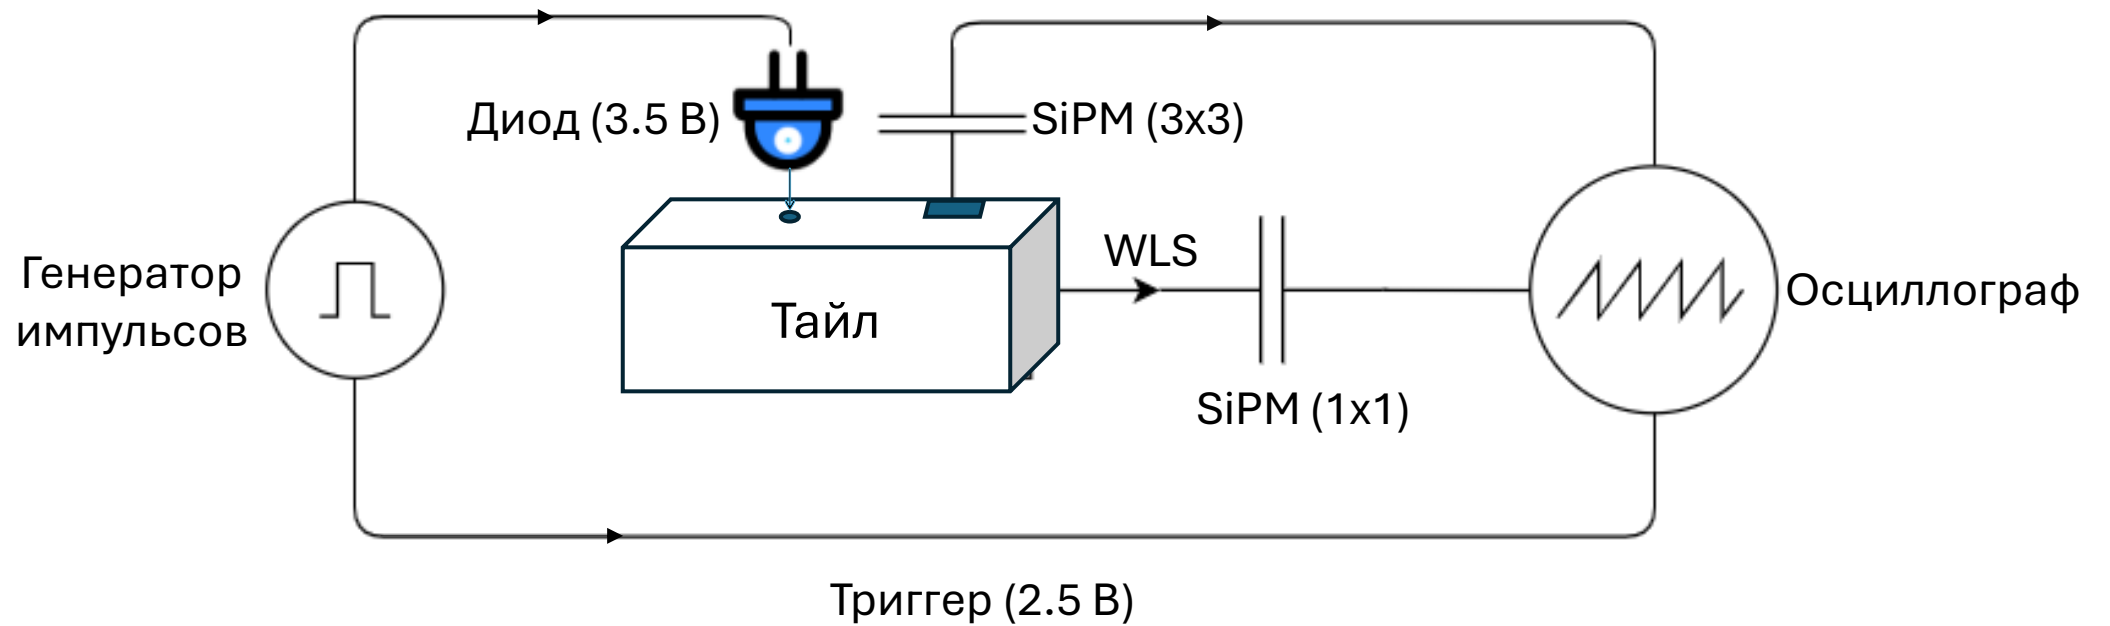 Диод (3.5 В)
SiPM (3x3)
Генератор
импульсов
Тайл
WLS
SiPM (1x1)
Осциллограф
Триггер (2.5 В)